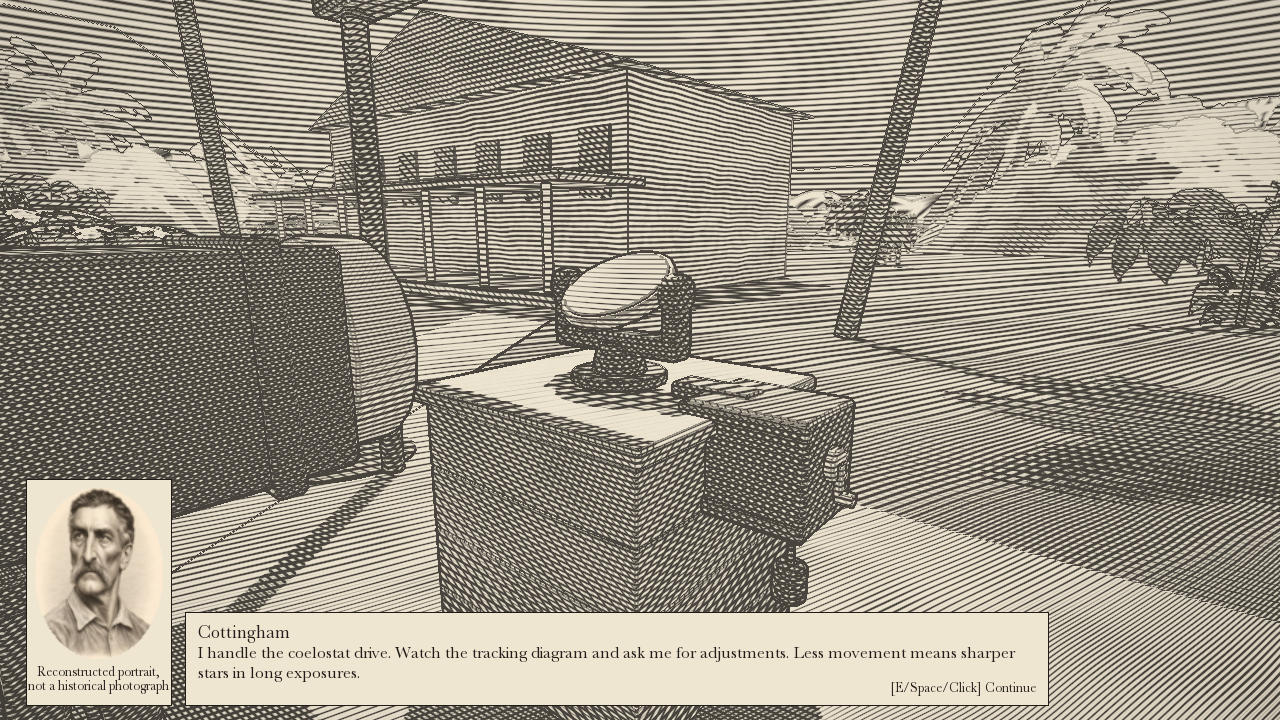 Reconstructed portrait,
not a historical photograph
Cottingham
I handle the coelostat drive. Watch the tracking diagram and ask me for adjustments. Less movement means sharper
stars in long exposures.
[E/Space/Click] Continue